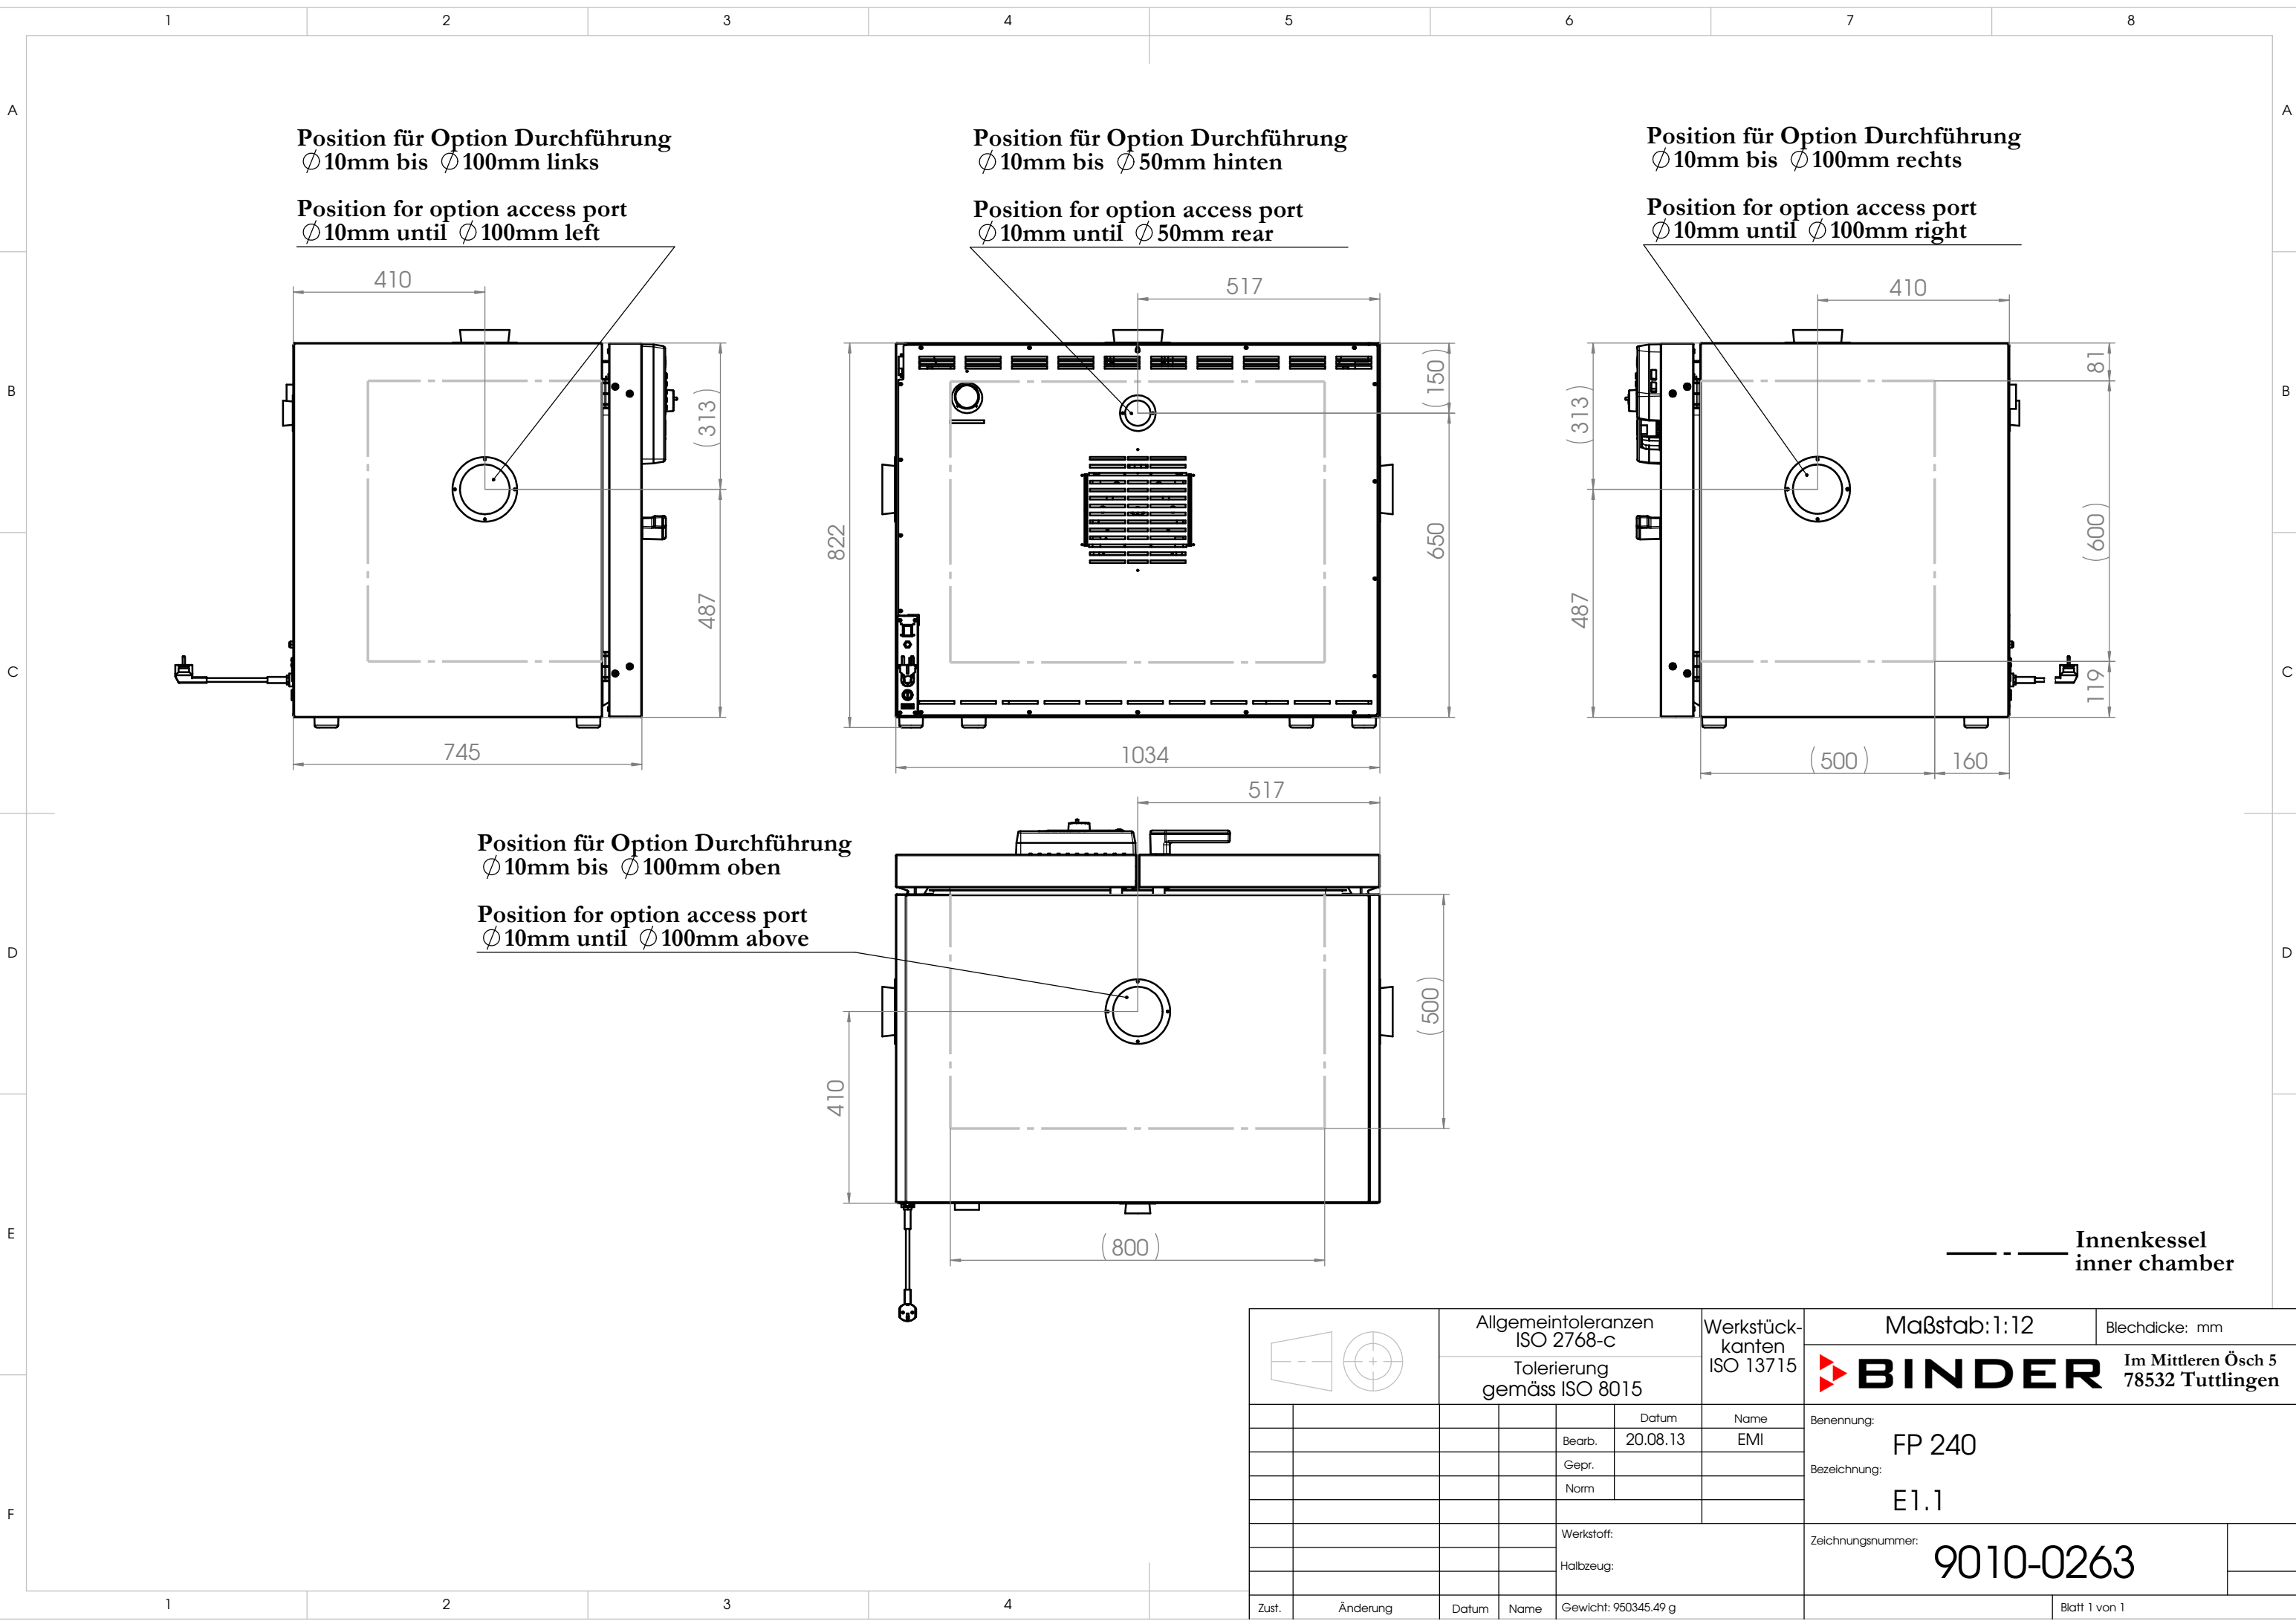 1 2 3 4 5 6 7 8
A A
Position für Option Durchführung
∅10mm bis ∅100mm links
Position for option access port
∅10mm until ∅100mm left
Position für Option Durchführung
∅10mm bis ∅50mm hinten
Position for option access port
∅10mm until ∅50mm rear
Position für Option Durchführung
∅10mm bis ∅100mm rechts
Position for option access port
∅10mm until ∅100mm right
B B
410
(313)
487
745
517
(150)
650
822
1034
410
(313)
487
81
(600)
119
(500)
160
C C
Position für Option Durchführung
∅10mm bis ∅100mm oben
Position for option access port
∅10mm until ∅100mm above
517
(500)
410
(800)
D D
E
F
Innenkessel
inner chamber
Allgemeintoleranzen
ISO 2768-c
Tolerierung
gemäss ISO 8015
Werkstück-
kanten
ISO 13715
Maßstab:1:12
Blechdicke: mm
BINDER
Im Mittleren Ösch 5
78532 Tuttlingen
Datum Name
Bearb. 20.08.13 EMI
Gepr.
Norm
Benennung:
FP 240
Bezeichnung:
E1.1
Werkstoff:
Halbzeug:
Zeichnungsnummer:
9010-0263
Zust. Änderung Datum Name
Gewicht: 950345.49 g
Blatt 1 von 1
1 2 3 4